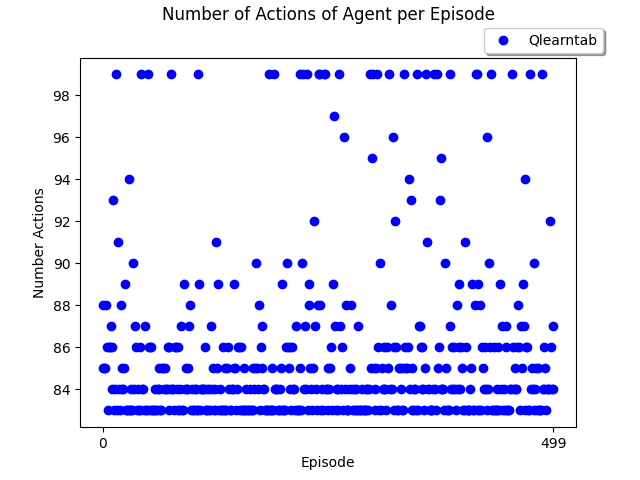 Number of Actions of Agent per Episode
Qlearntab
98
96
94
92
90
88
86
84
Number Actions
0
499
Episode